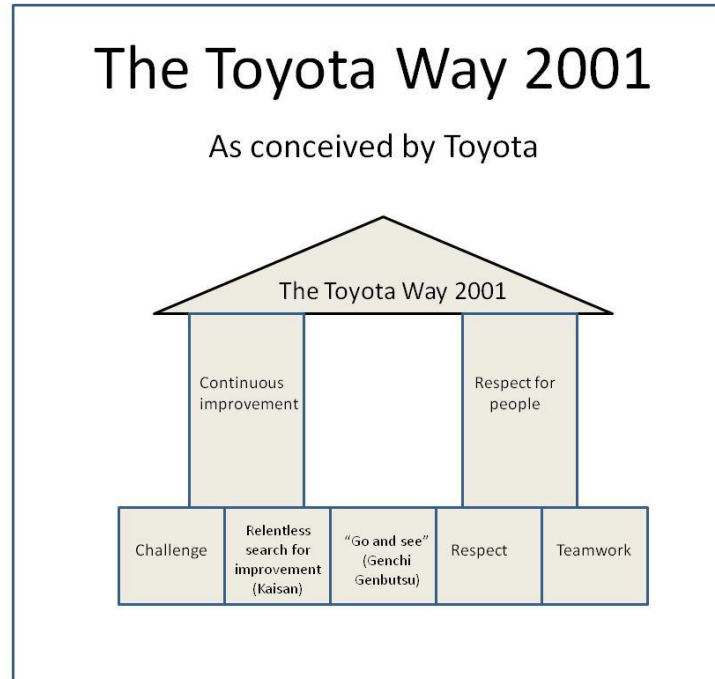 The Toyota Way 2001
As conceived by Toyota
The Toyota Way 2001
Continuous
improvement
Respect for
people
Challenge
Relentless
search for
improvement
(Kaisan)
“Go and see”
(Genchi
Genbutsu)
Respect
Teamwork